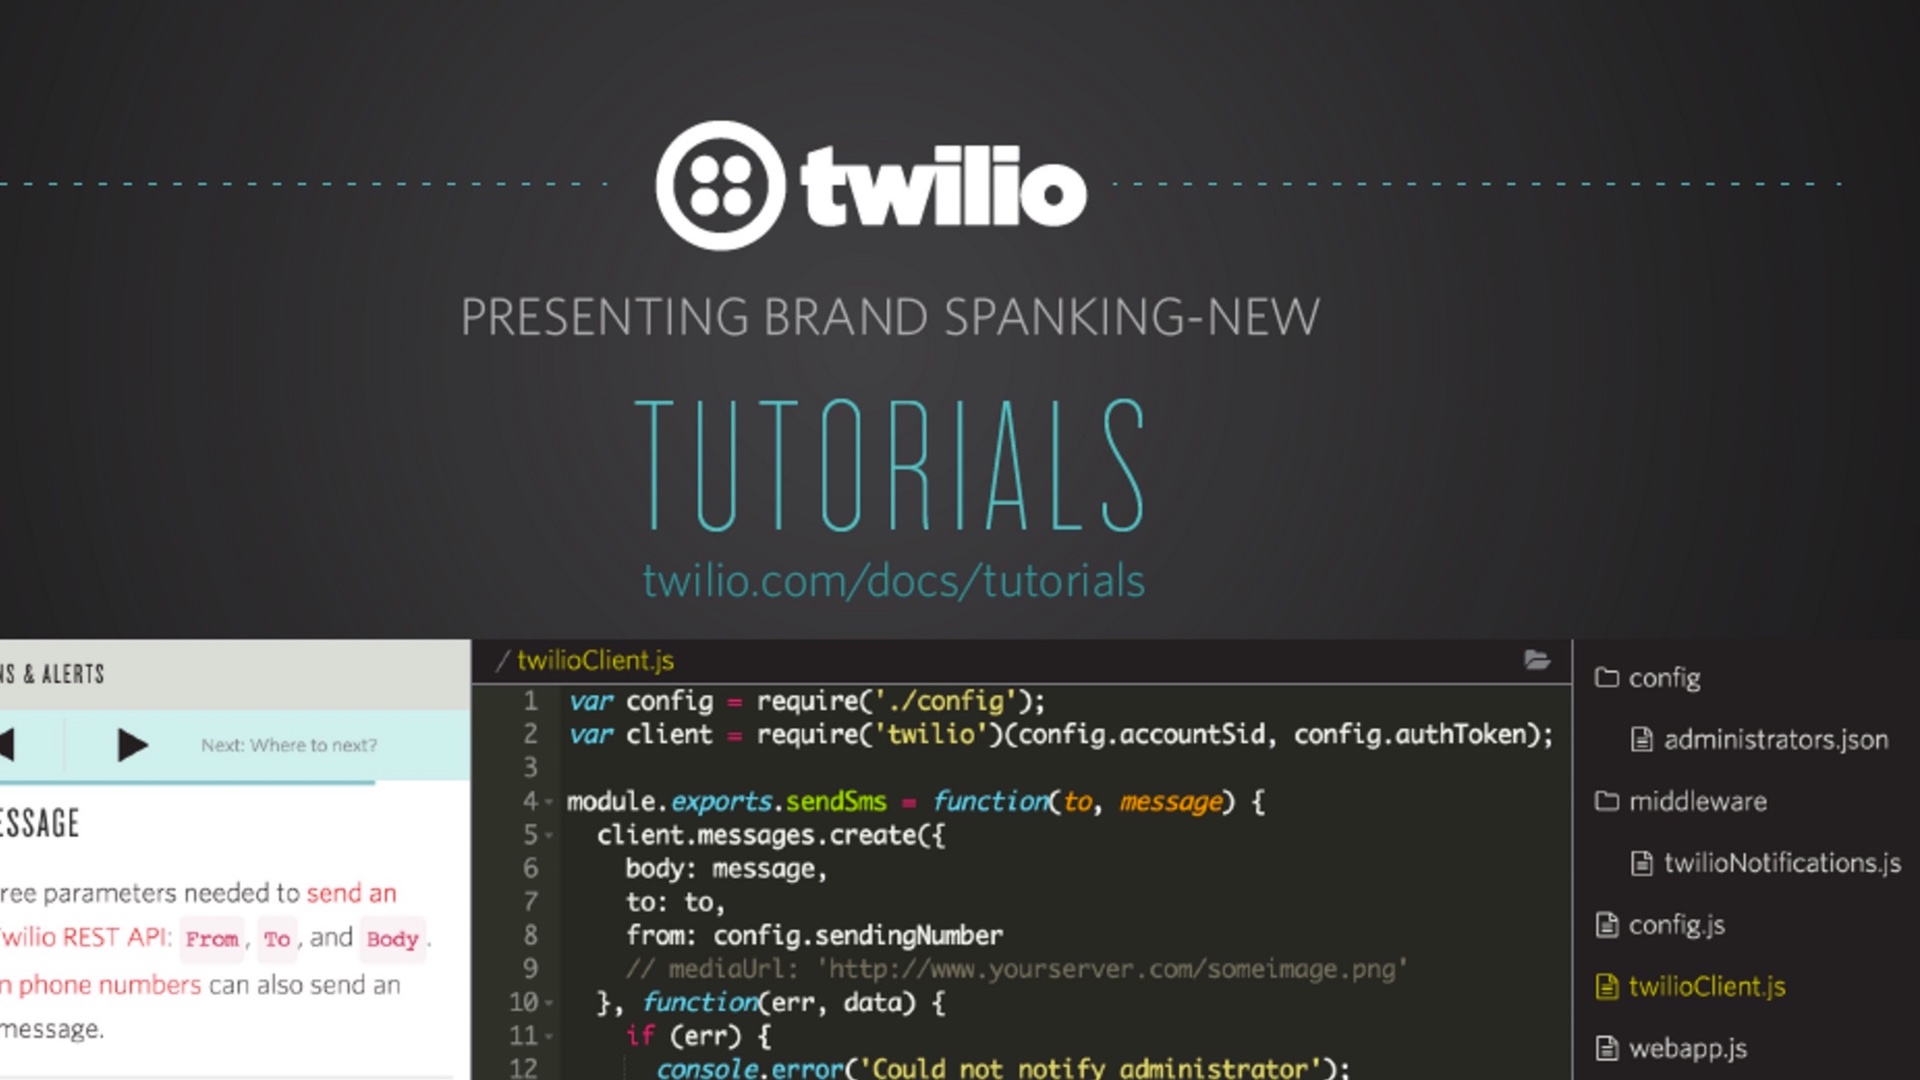 twilio
PRESENTING BRAND SPANKING-NEW
TUTORIALS
twilio.com/docs/tutorials
& ALERTS
Next: Where to next?
parameters needed to send an
REST API: From, To, and Body.
phone numbers can also send an
message.
/ twilioClient.js
1 var config = require('./config');
2 var client = require('twilio')(config.accountSid, config.authToken);
3
4 module.exports.sendSms = function(to, message) {
5 client.messages.create({
6 body: message,
7 to: to,
8 from: config.sendingNumber
9 // mediaUrl: 'http://www.yourserver.com/someimage.png'
10 }, function(err, data) {
11 if (err) {
12 console.error('Could not notify administrator');
config
administrators.json
middleware
twilioNotifications.js
config.js
twilioClient.js
webapp.js